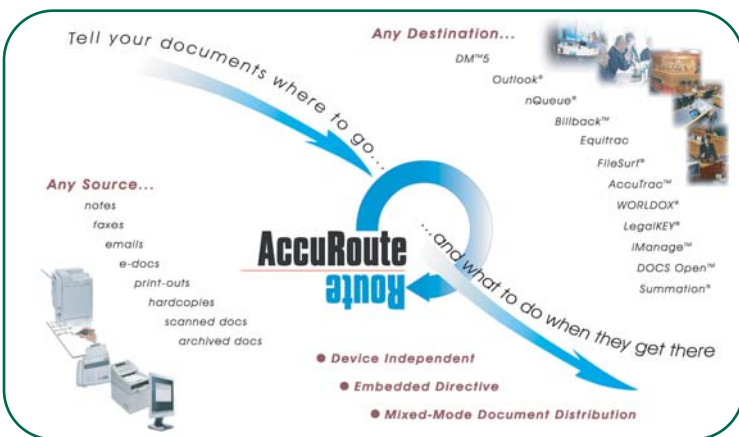 Tell your documents where to go...
Any Destination...
DM™5
Outlook®
nQueue®
Billback™
Equitrac
FileSurf®
AccuTrac™
WORLDOX®
LegalKEY®
iManage™
DOCS Open™
Summation®
Any Source...
notes
faxes
emails
e-docs
print-outs
hardcopies
scanned docs
archived docs
AccuRoute
Route
...and what to do when they get there
● Device Independent
● Embedded Directive
● Mixed-Mode Document Distribution